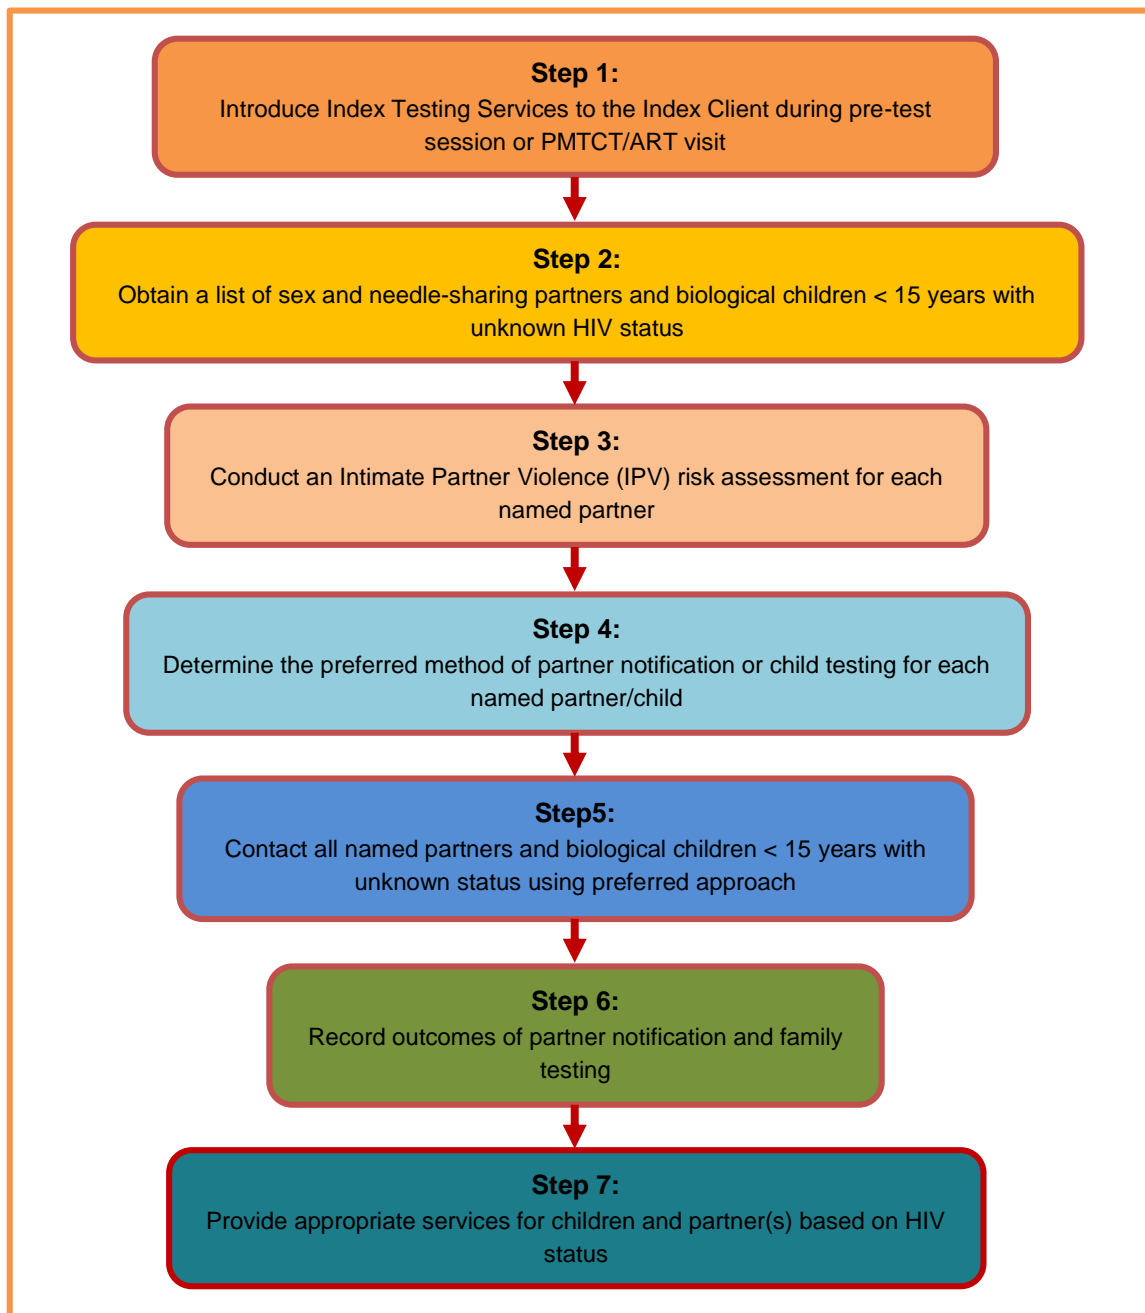 Step 1:
Introduce Index Testing Services to the Index Client during pre-test
session or PMTCT/ART visit
Step 2:
Obtain a list of sex and needle-sharing partners and biological children < 15 years with
unknown HIV status
Step 3:
Conduct an Intimate Partner Violence (IPV) risk assessment for each
named partner
Step 4:
Determine the preferred method of partner notification or child testing for each
named partner/child
Step5:
Contact all named partners and biological children < 15 years with
unknown status using preferred approach
Step 6:
Record outcomes of partner notification and family
testing
Step 7:
Provide appropriate services for children and partner(s) based on HIV
status